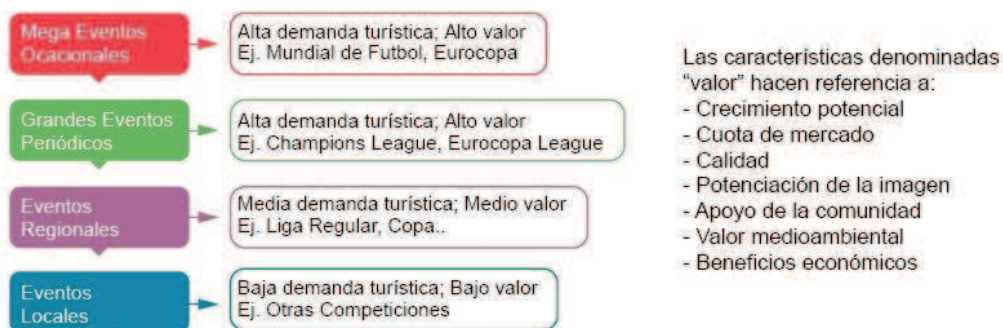 Mega Eventos
Ocacionales
Alta demanda turística; Alto valor
Ej. Mundial de Futbol, Eurocopa
Grandes Eventos
Periódicos
Alta demanda turística; Alto valor
Ej. Champions League, Eurocopa League
Eventos
Regionales
Media demanda turística; Medio valor
Ej. Liga Regular, Copa..
Eventos
Locales
Baja demanda turística; Bajo valor
Ej. Otras Competiciones
Las características denominadas
"valor" hacen referencia a:
- Crecimiento potencial
- Cuota de mercado
- Calidad
- Potenciación de la imagen
- Apoyo de la comunidad
- Valor medioambiental
- Beneficios económicos